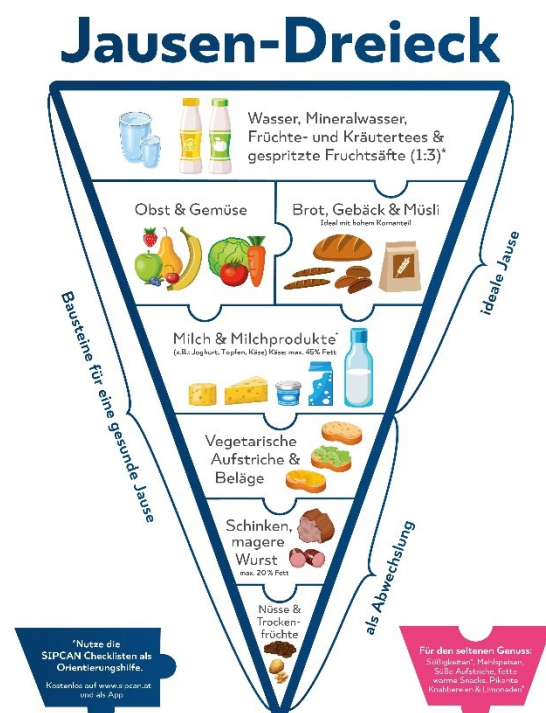 Jausen-Dreieck
Wasser, Mineralwasser,
Früchte- und Kräutertees &
gespritzte Fruchtsäfte (1:3)*
Obst & Gemüse
Brot, Gebäck & Müsli
Ideal mit hohem Kornanteil
Milch & Milchprodukte*
(z.B.: Joghurt, Topfen, Käse) Käse: max. 45% Fett
Vegetarische
Aufstriche &
Beläge
Schinken,
magere
Wurst
max. 20% Fett
Nüsse &
Trocken-
früchte
Bausteine für eine gesunde Jause
ideale Jause
als Abwechslung
*Nutze die
SIPCAN Checklisten als
Orientierungshilfe.
Kostenlos auf www.sipcan.at
und als App
Für den seltenen Genuss:
Süßigkeiten*, Mehlspeisen,
Süße Aufstriche, fette
warme Snacks, Pikante
Knabbereien & Limonaden*